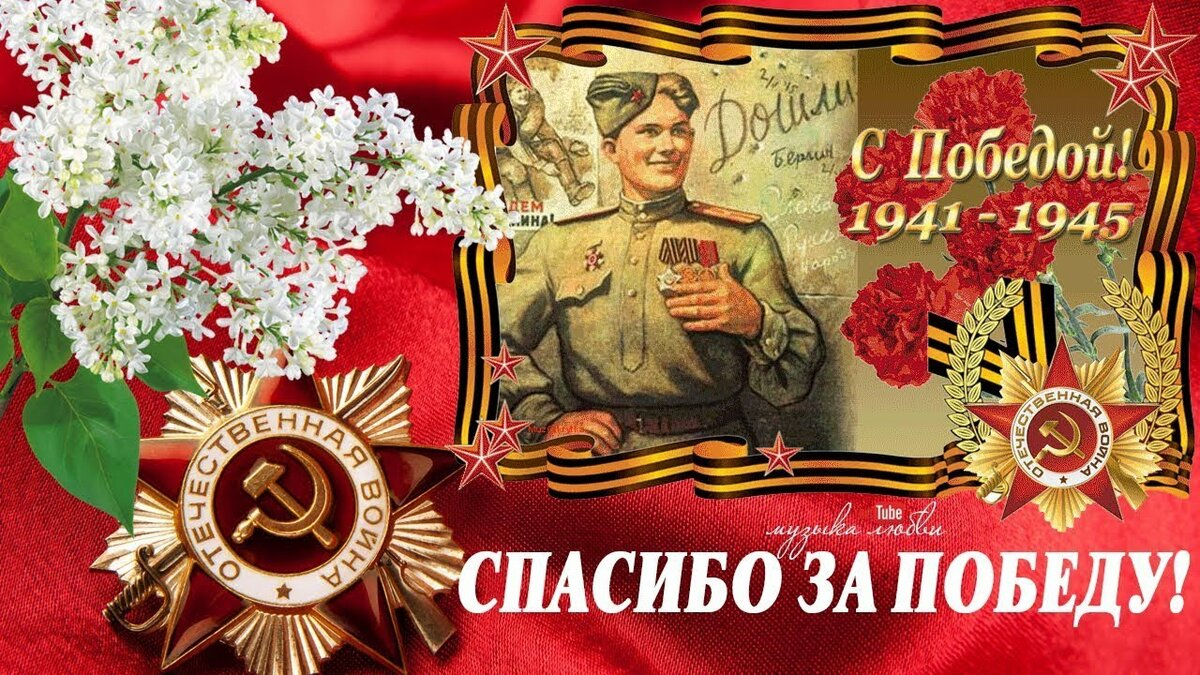 Дошли
Берлин
С Победой!
1941 - 1945
ОТЕЧЕСТВЕННАЯ ВОЙНА
ОТЕЧЕСТВЕННАЯ ВОЙНА
Tube
музыка любви
СПАСИБО ЗА ПОБЕДУ!